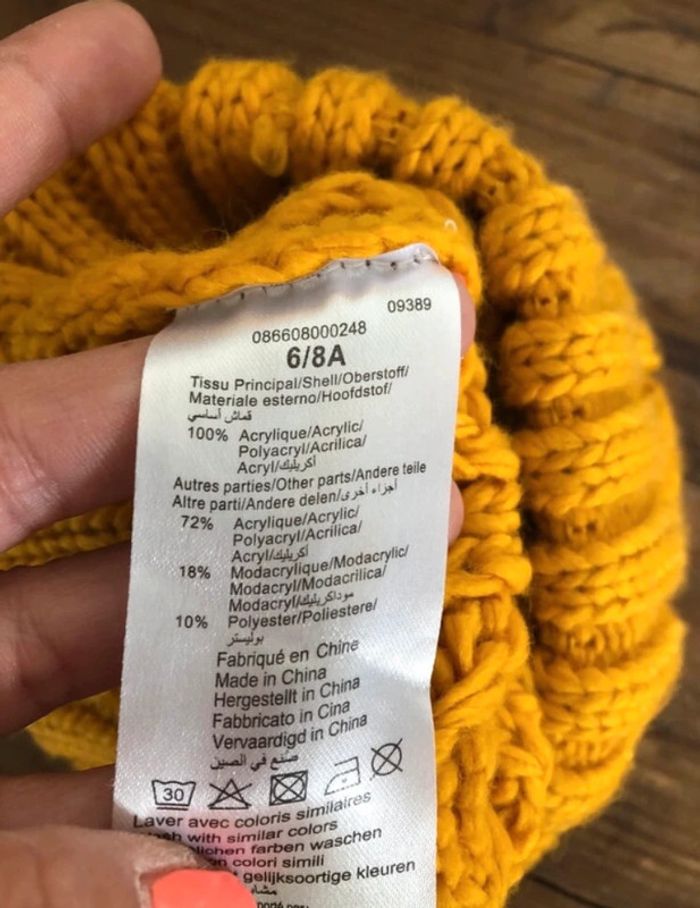 09389
086608000248
6/8A
Tissu Principal/Shell/Oberstoff/
Materiale esterno/Hoofdstof/
قماش أساسي
100% Acrylique/Acrylic/
Polyacryl/Acrilica/
Acryl/أكريليك
Autres parties/Other parts/Andere teile
Altre parti/Andere delen/أجزاء أخرى
72% Acrylique/Acrylic/
Polyacryl/Acrilica/
Acryl/أكريليك
18% Modacrylique/Modacrylic/
Modacryl/Modacrilica/
Modacryl/موداكريليك
10% Polyester/Poliestere/
بوليستر
Fabriqué en Chine
Made in China
Hergestellt in China
Fabbricato in Cina
Vervaardigd in China
صنع في الصين
30
Laver avec coloris similaires
with similar colors
farben waschen
colori simili
gelijksoortige kleuren